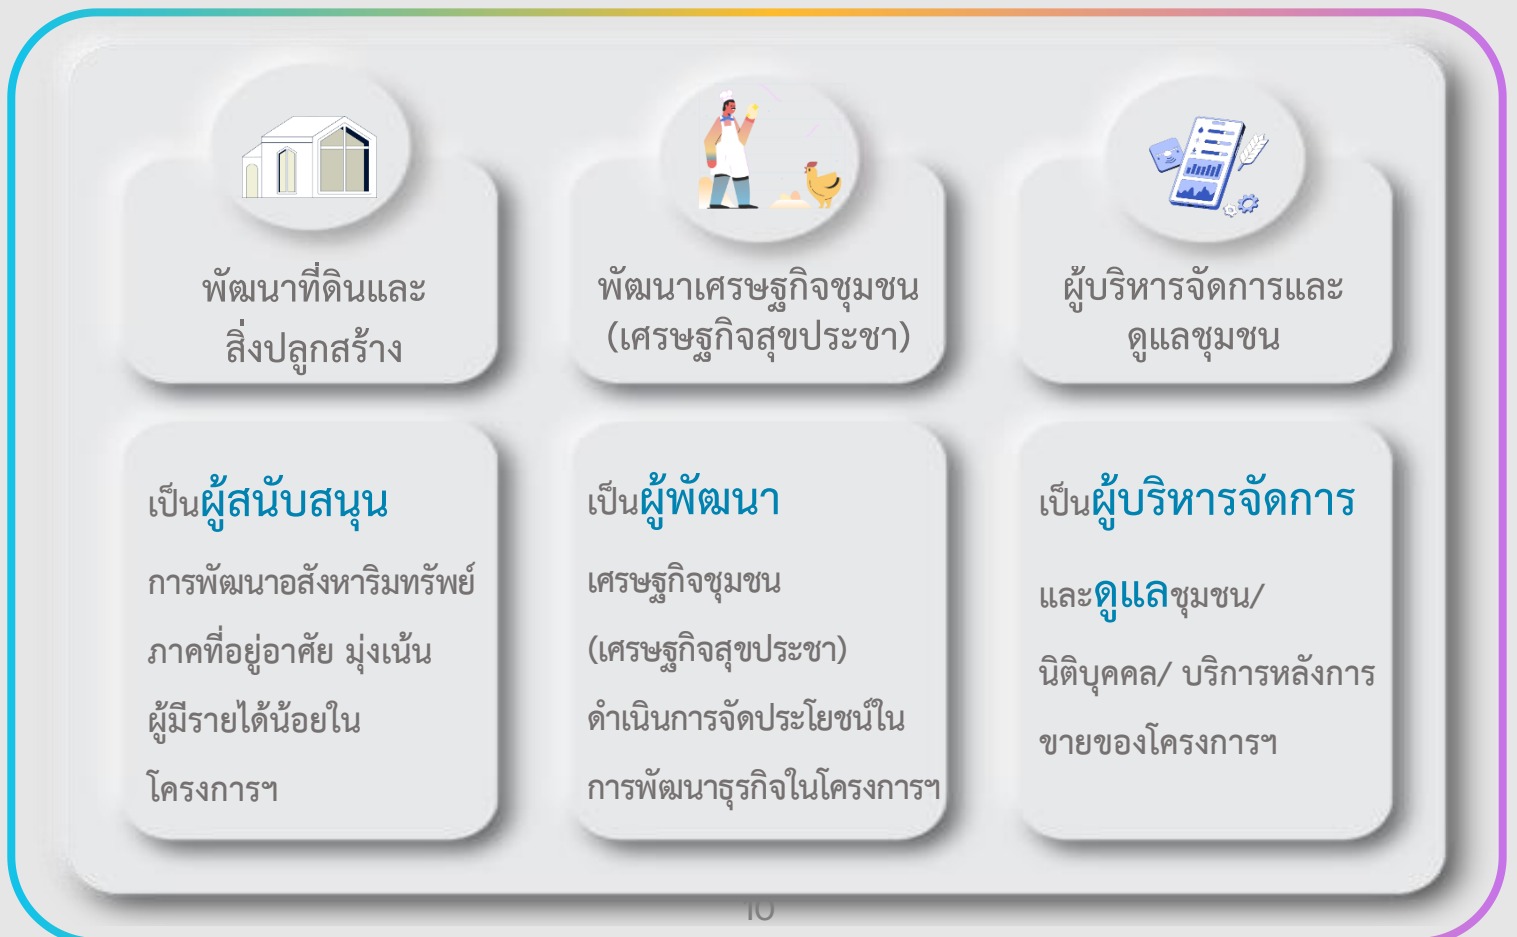 พัฒนาที่ดินและ
สิ่งปลูกสร้าง
พัฒนาเศรษฐกิจชุมชน
(เศรษฐกิจสุขประชา)
ผู้บริหารจัดการและ
ดูแลชุมชน
เป็นผู้สนับสนุน
การพัฒนาอสังหาริมทรัพย์
ภาคที่อยู่อาศัย มุ่งเน้น
ผู้มีรายได้น้อยใน
โครงการฯ
เป็นผู้พัฒนา
เศรษฐกิจชุมชน
(เศรษฐกิจสุขประชา)
ดำเนินการจัดประโยชน์ใน
การพัฒนาธุรกิจในโครงการฯ
เป็นผู้บริหารจัดการ
และดูแลชุมชน/
นิติบุคคล/ บริการหลังการ
ขายของโครงการฯ
10